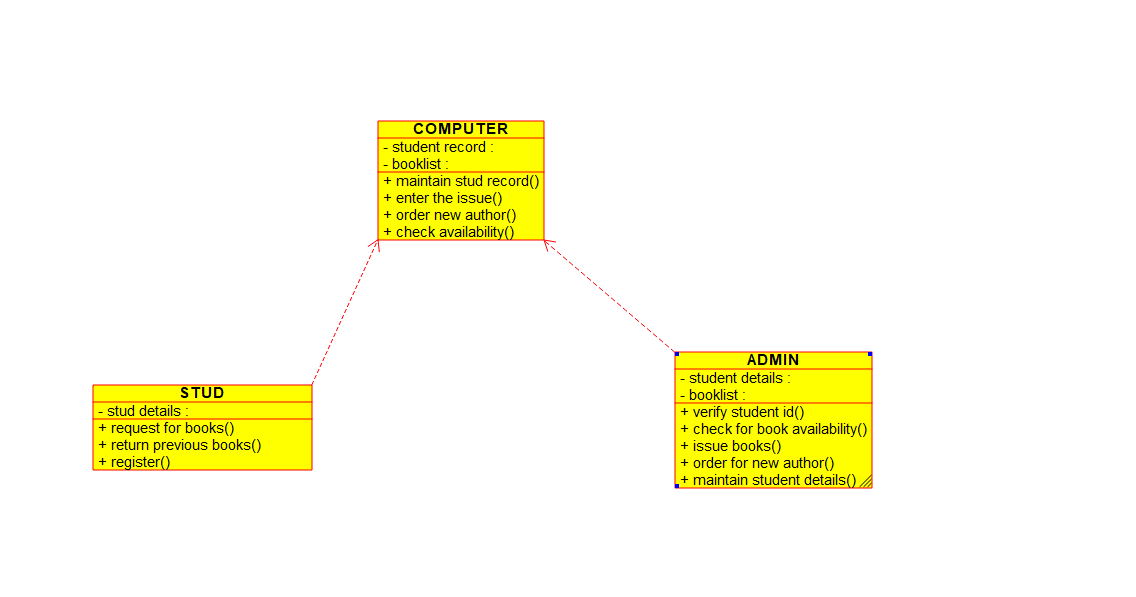 COMPUTER
- student record :
- booklist :
+ maintain stud record()
+ enter the issue()
+ order new author()
+ check availability()
STUD
- stud details :
+ request for books()
+ return previous books()
+ register()
ADMIN
- student details :
- booklist :
+ verify student id()
+ check for book availability()
+ issue books()
+ order for new author()
+ maintain student details()